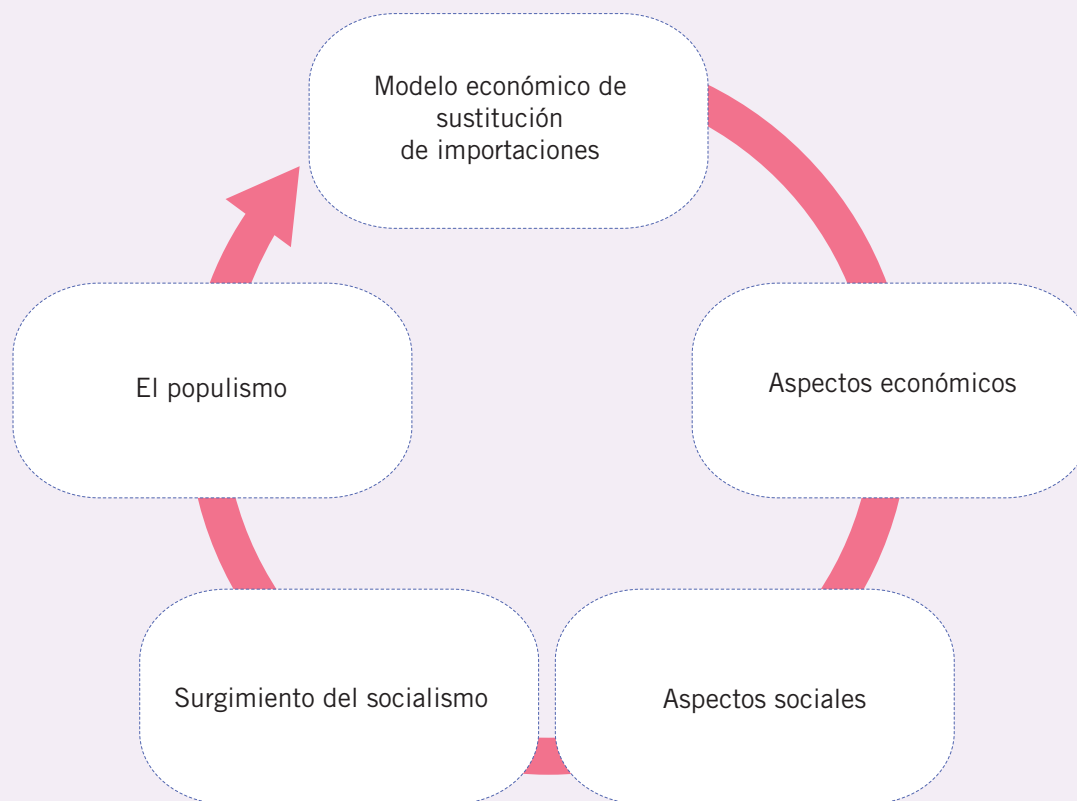 Modelo económico de
sustitución
de importaciones
Aspectos económicos
Aspectos sociales
Surgimiento del socialismo
El populismo